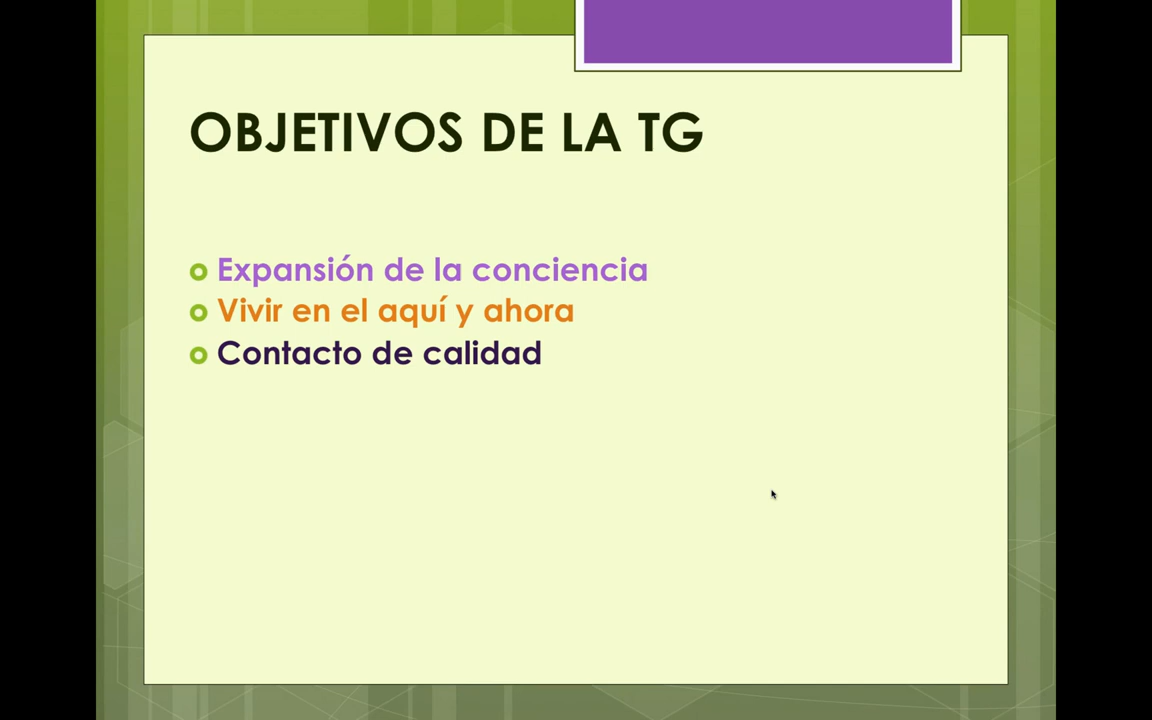 OBJETIVOS DE LA TG
Expansión de la conciencia
Vivir en el aquí y ahora
Contacto de calidad